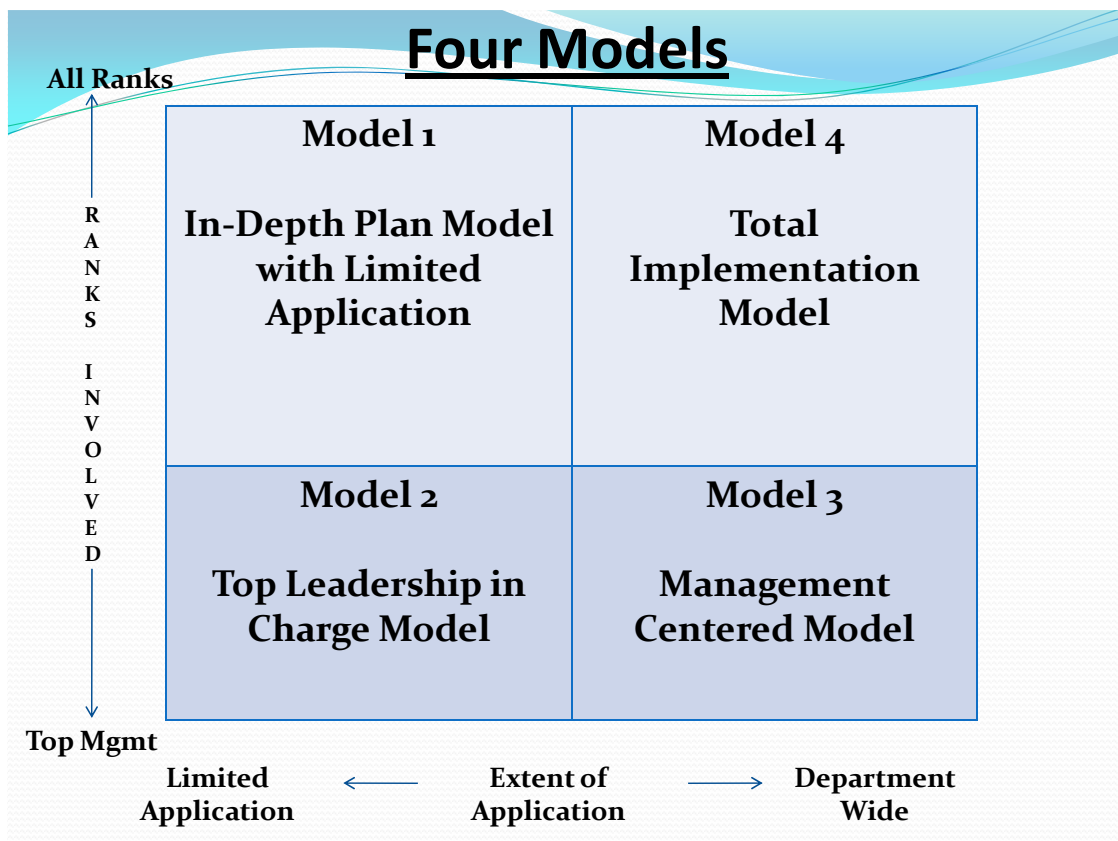 Four Models
All Ranks
R
A
N
K
S
I
N
V
O
L
V
E
D
Top Mgmt
Model 1
In-Depth Plan Model
with Limited
Application
Model 4
Total
Implementation
Model
Model 2
Top Leadership in
Charge Model
Model 3
Management
Centered Model
Limited
Application
Extent of
Application
Department
Wide